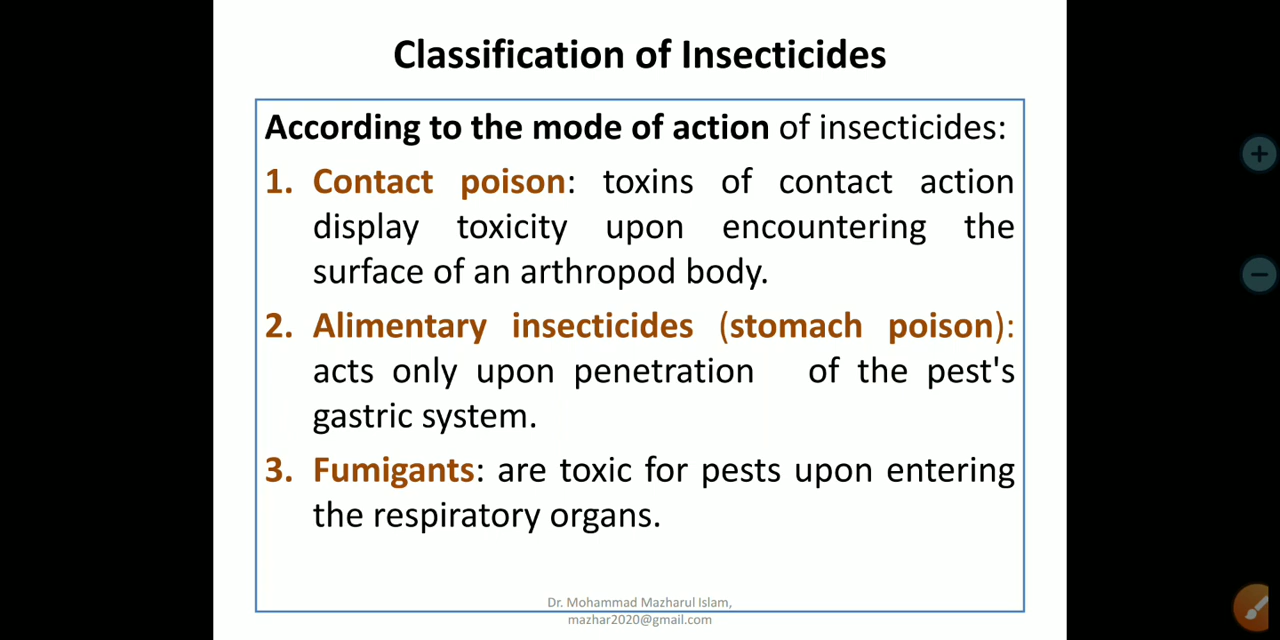 Classification of Insecticides
According to the mode of action of insecticides:
1. Contact poison: toxins of contact action
display toxicity upon encountering the
surface of an arthropod body.
2. Alimentary insecticides (stomach poison):
acts only upon penetration of the pest's
gastric system.
3. Fumigants: are toxic for pests upon entering
the respiratory organs.
Dr. Mohammad Mazharul Islam,
mazhar2020@gmail.com